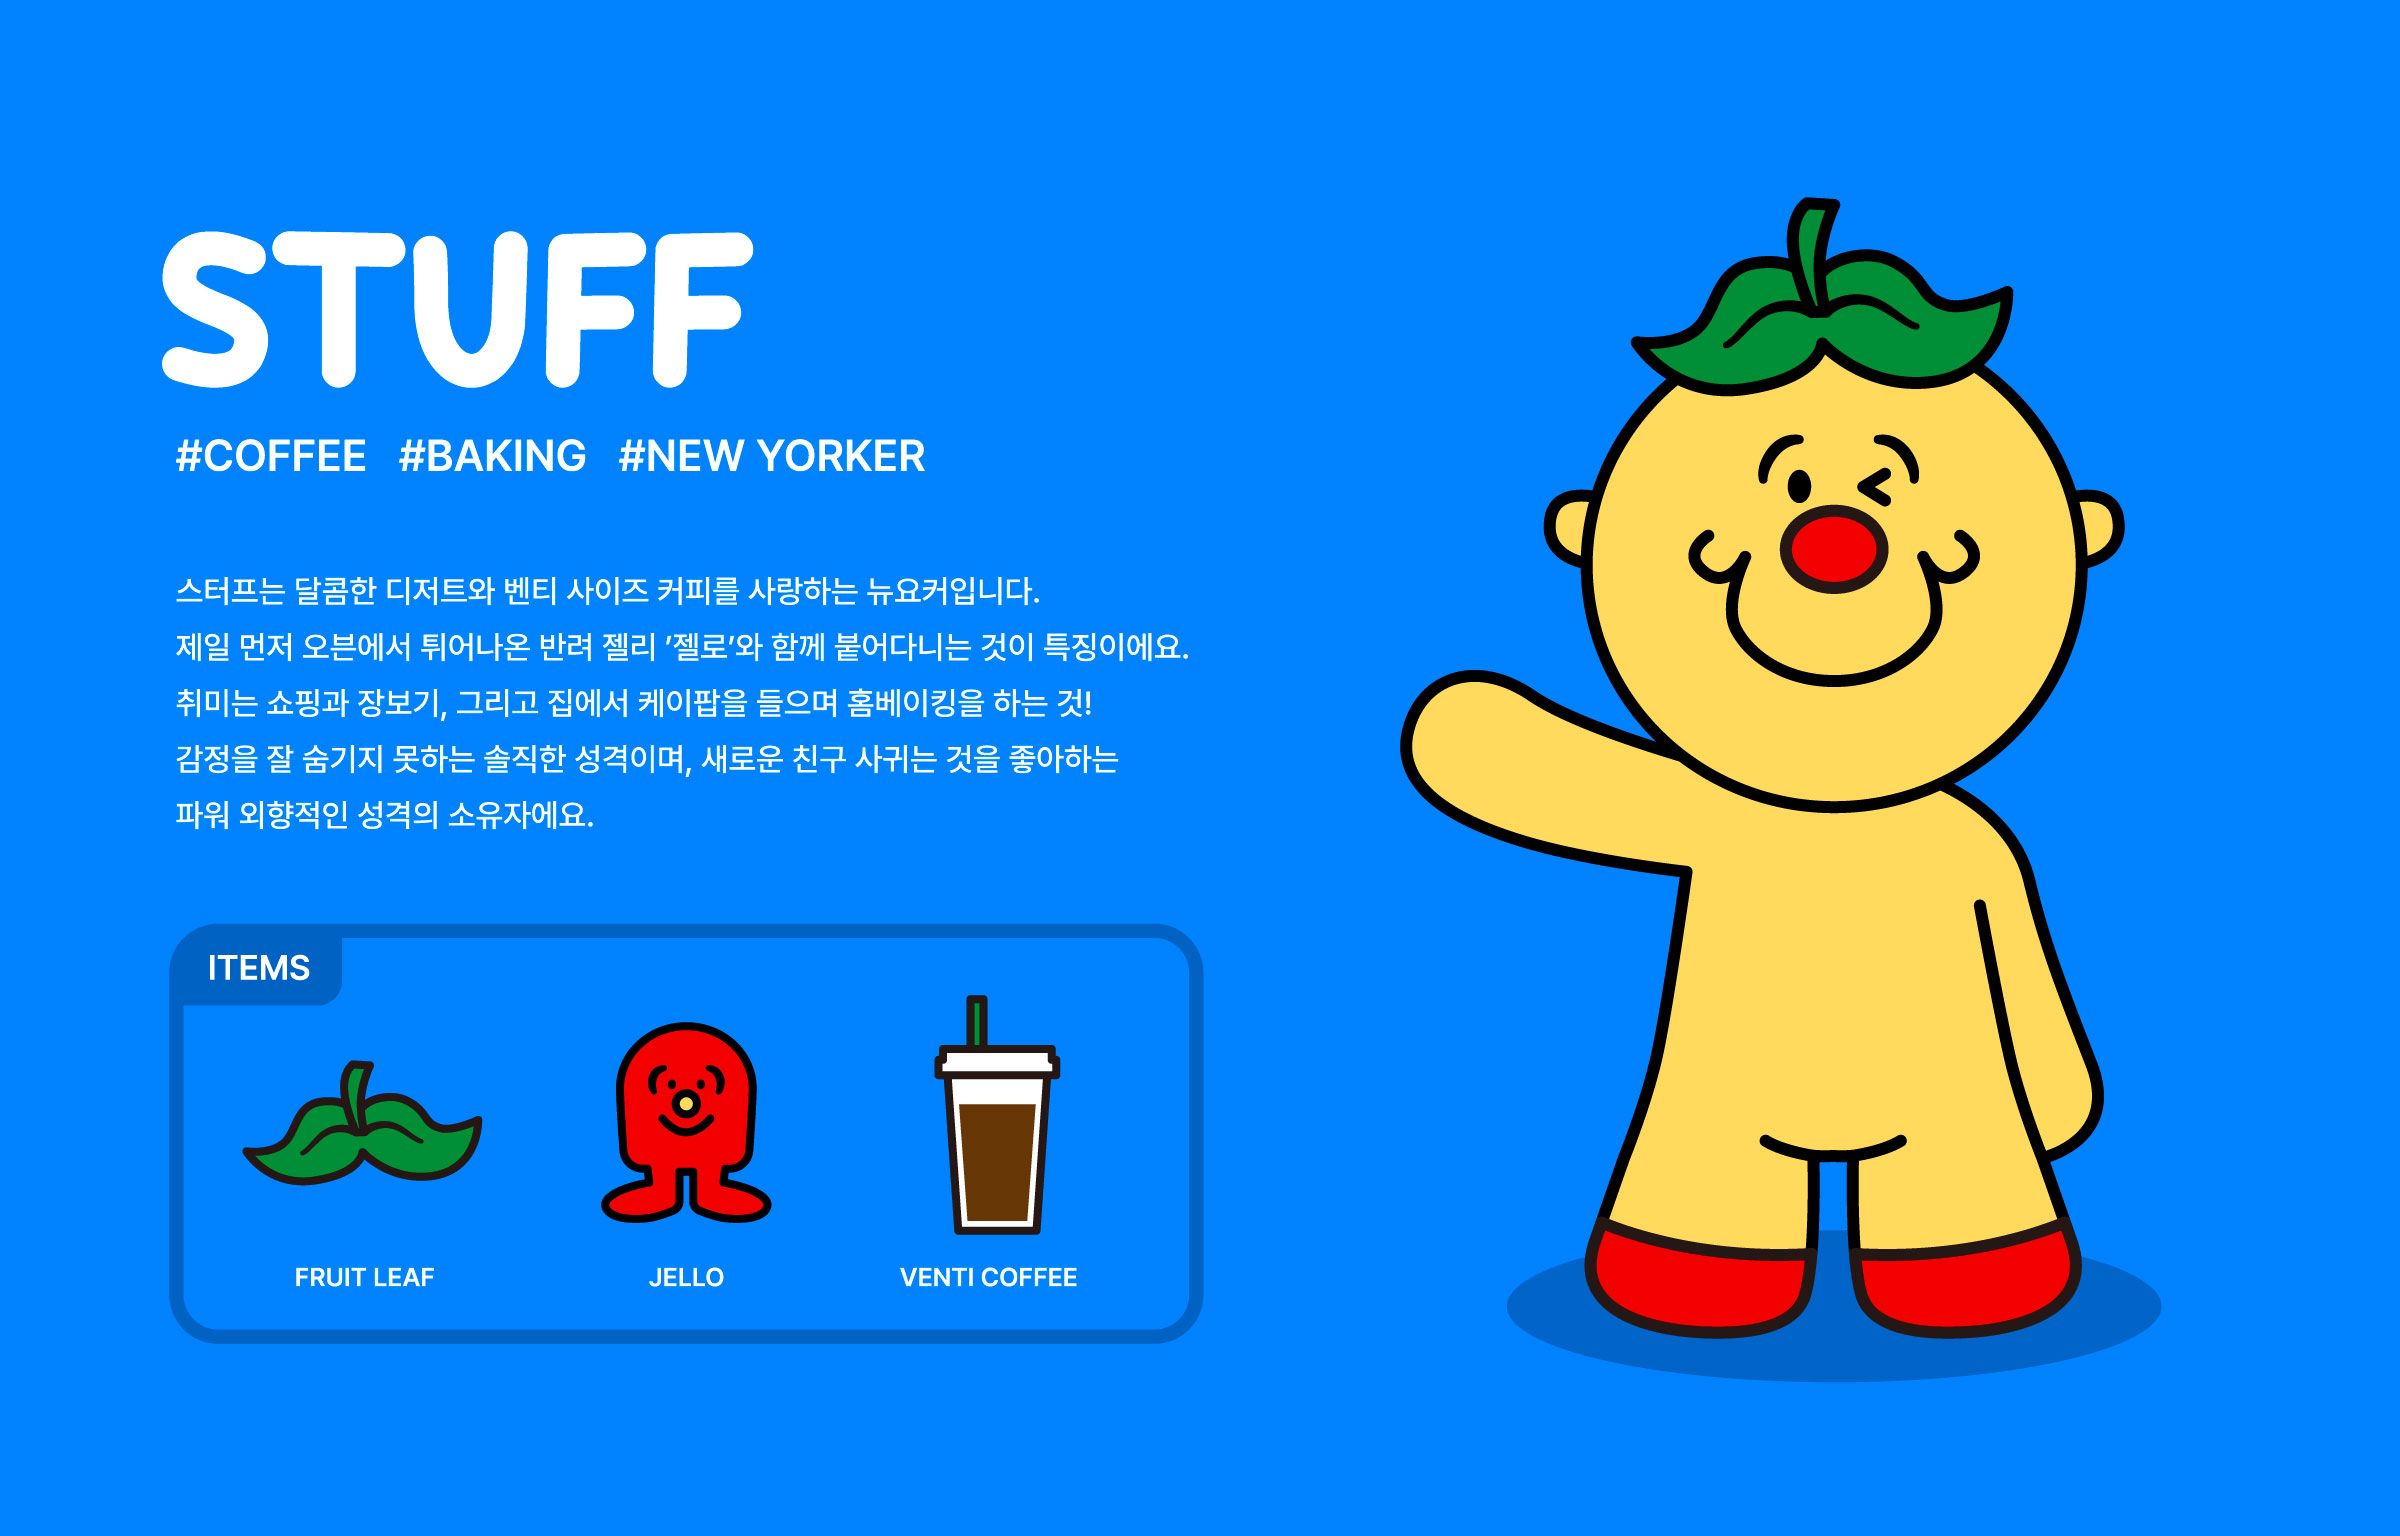 STUFF
#COFFEE #BAKING #NEW YORKER
스터프는 달콤한 디저트와 벤티 사이즈 커피를 사랑하는 뉴요커입니다.
제일 먼저 오븐에서 튀어나온 반려 젤리 '젤로'와 함께 붙어다니는 것이 특징이에요.
취미는 쇼핑과 장보기, 그리고 집에서 케이팝을 들으며 홈베이킹을 하는 것!
감정을 잘 숨기지 못하는 솔직한 성격이며, 새로운 친구 사귀는 것을 좋아하는
파워 외향적인 성격의 소유자에요.
ITEMS
FRUIT LEAF
JELLO
VENTI COFFEE